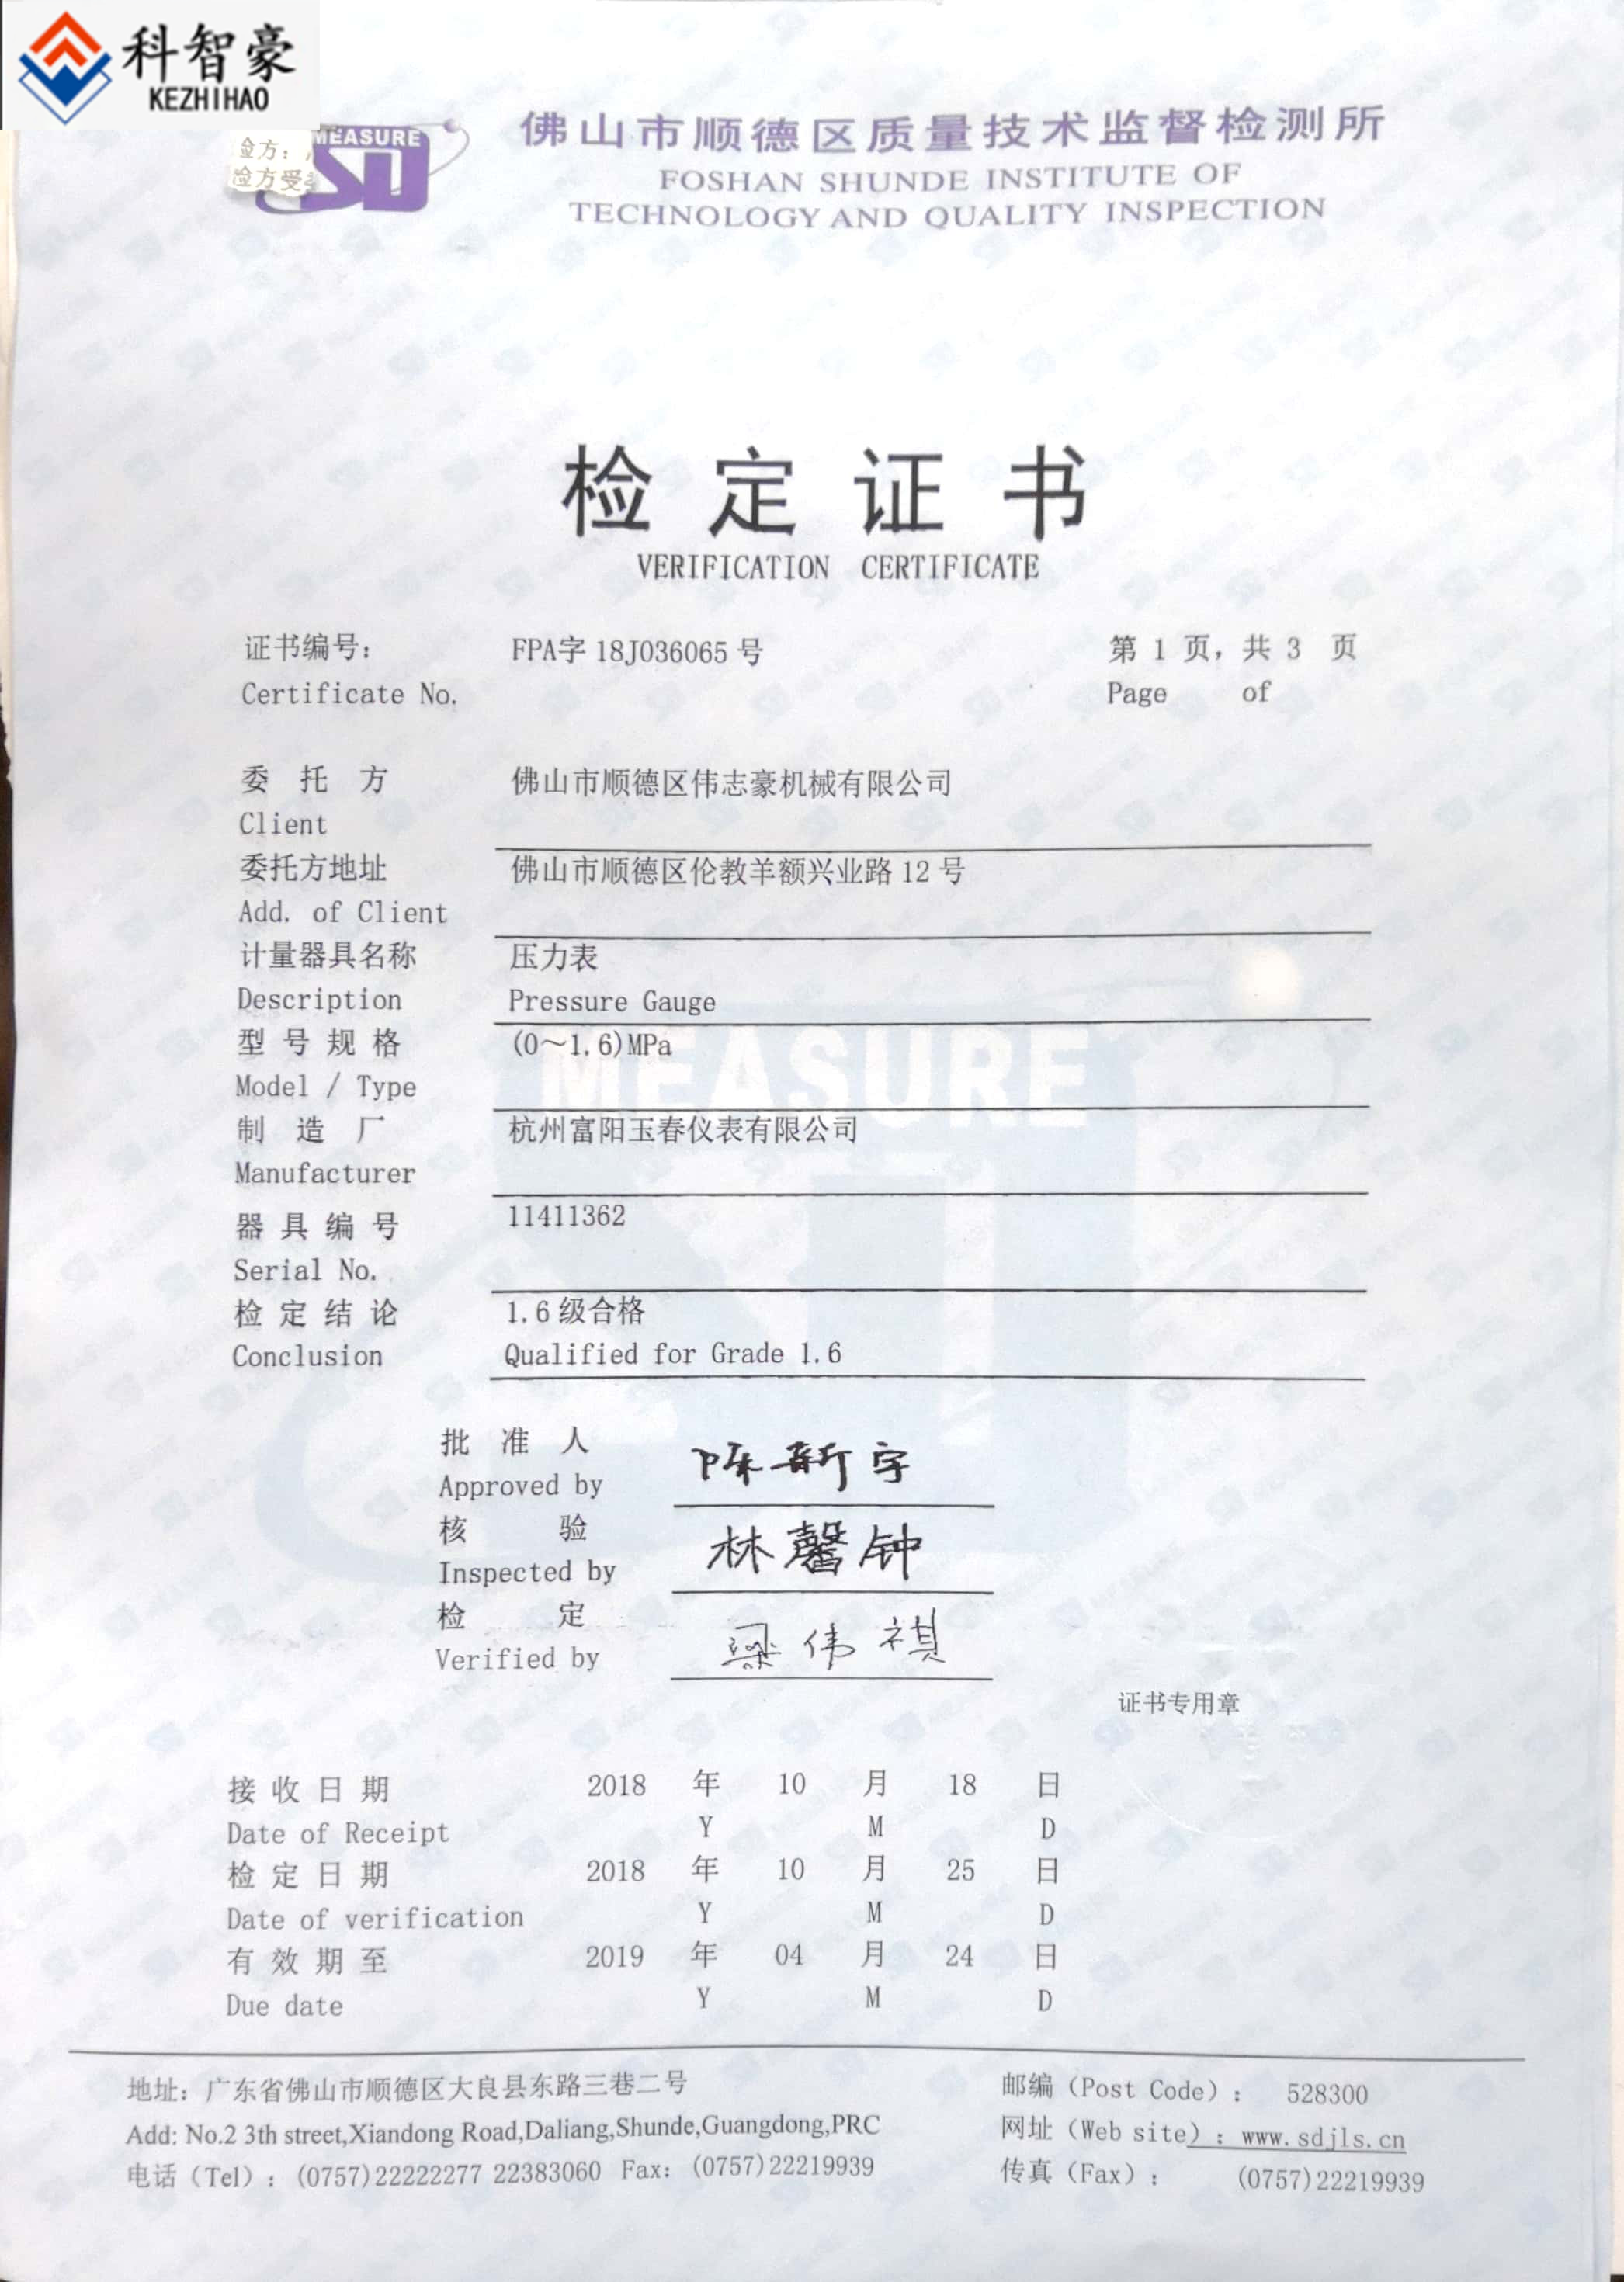 科智豪
KEZHIHAO
MEASURE
SD
检方：
检方受
佛山市顺德区质量技术监督检测所
FOSHAN SHUNDE INSTITUTE OF
TECHNOLOGY AND QUALITY INSPECTION
检定证书
VERIFICATION CERTIFICATE
证书编号： FPA字 18J036065 号 第 1 页，共 3 页
Certificate No. Page of
委托方 佛山市顺德区伟志豪机械有限公司
Client
委托方地址 佛山市顺德区伦教羊额兴业路 12 号
Add. of Client
计量器具名称 压力表
Description Pressure Gauge
型号规格 (0～1.6)MPa
Model / Type
制造厂 杭州富阳玉春仪表有限公司
Manufacturer
器具编号 11411362
Serial No.
检定结论 1.6 级合格
Conclusion Qualified for Grade 1.6
MEASURE
批准人 陈新宇
Approved by
核验 林馨钟
Inspected by
检定 梁伟祺
Verified by
证书专用章
接收日期 2018 年 10 月 18 日
Date of Receipt Y M D
检定日期 2018 年 10 月 25 日
Date of verification Y M D
有效期至 2019 年 04 月 24 日
Due date Y M D
地址：广东省佛山市顺德区大良县东路三巷二号 邮编（Post Code）： 528300
Add: No.2 3th street,Xiandong Road,Daliang,Shunde,Guangdong,PRC 网址（Web site）：www.sdjls.cn
电话（Tel）：(0757)22222277 22383060 Fax：(0757)22219939 传真（Fax）： (0757)22219939